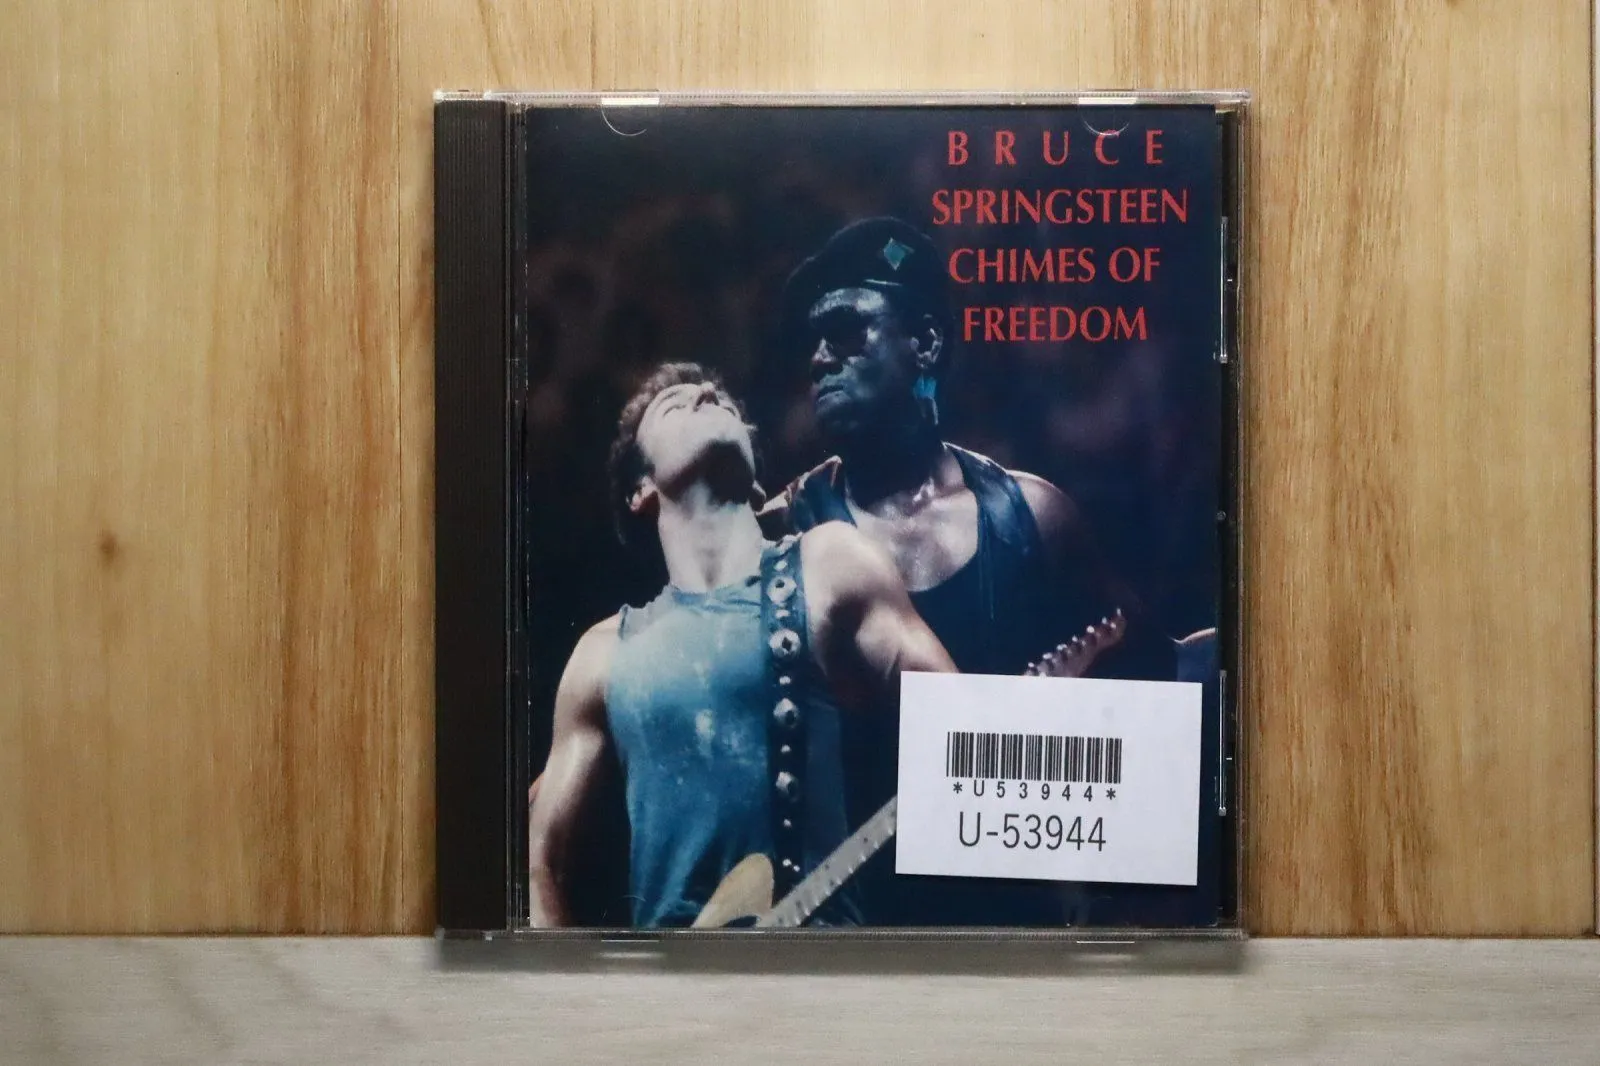 BRUCE
SPRINGSTEEN
CHIMES OF
FREEDOM
*U53944*
U-53944